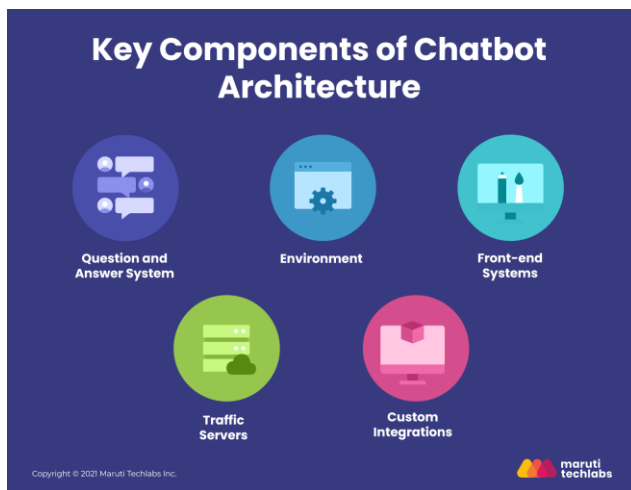 Key Components of Chatbot
Architecture
Question and
Answer System
Environment
Front-end
Systems
Traffic
Servers
Custom
Integrations
Copyright © 2021 Maruti Techlabs Inc.
maruti
techlabs